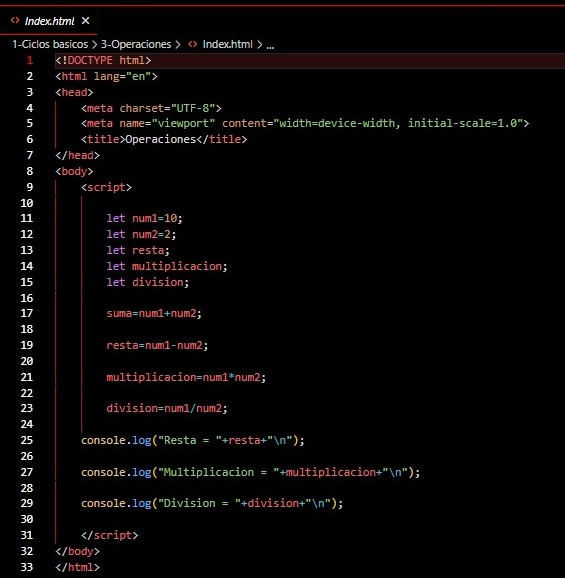 <> Index.html ×
1-Ciclos basicos > 3-Operaciones > <> Index.html > ...
1 <!DOCTYPE html>
2 <html lang="en">
3 <head>
4     <meta charset="UTF-8">
5     <meta name="viewport" content="width=device-width, initial-scale=1.0">
6     <title>Operaciones</title>
7 </head>
8 <body>
9     <script>
10
11         let num1=10;
12         let num2=2;
13         let resta;
14         let multiplicacion;
15         let division;
16
17         suma=num1+num2;
18
19         resta=num1-num2;
20
21         multiplicacion=num1*num2;
22
23         division=num1/num2;
24
25     console.log("Resta = "+resta+"\n");
26
27     console.log("Multiplicacion = "+multiplicacion+"\n");
28
29     console.log("Division = "+division+"\n");
30
31     </script>
32 </body>
33 </html>